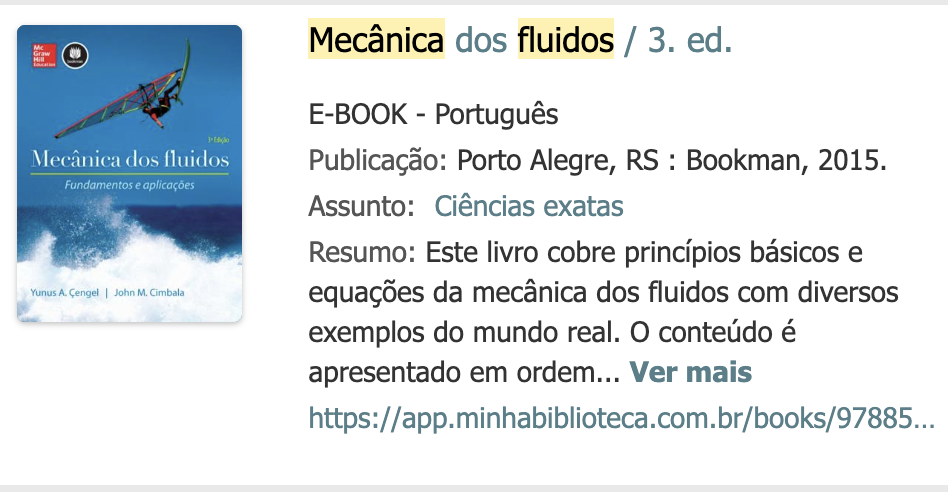 Mc
Graw
Hill
Education
bookman
3ª Edição
Mecânica dos fluidos
Fundamentos e aplicações
Yunus A. Çengel | John M. Cimbala
Mecânica dos fluidos / 3. ed.
E-BOOK - Português
Publicação: Porto Alegre, RS : Bookman, 2015.
Assunto: Ciências exatas
Resumo: Este livro cobre princípios básicos e
equações da mecânica dos fluidos com diversos
exemplos do mundo real. O conteúdo é
apresentado em ordem... Ver mais
https://app.minhabiblioteca.com.br/books/97885...